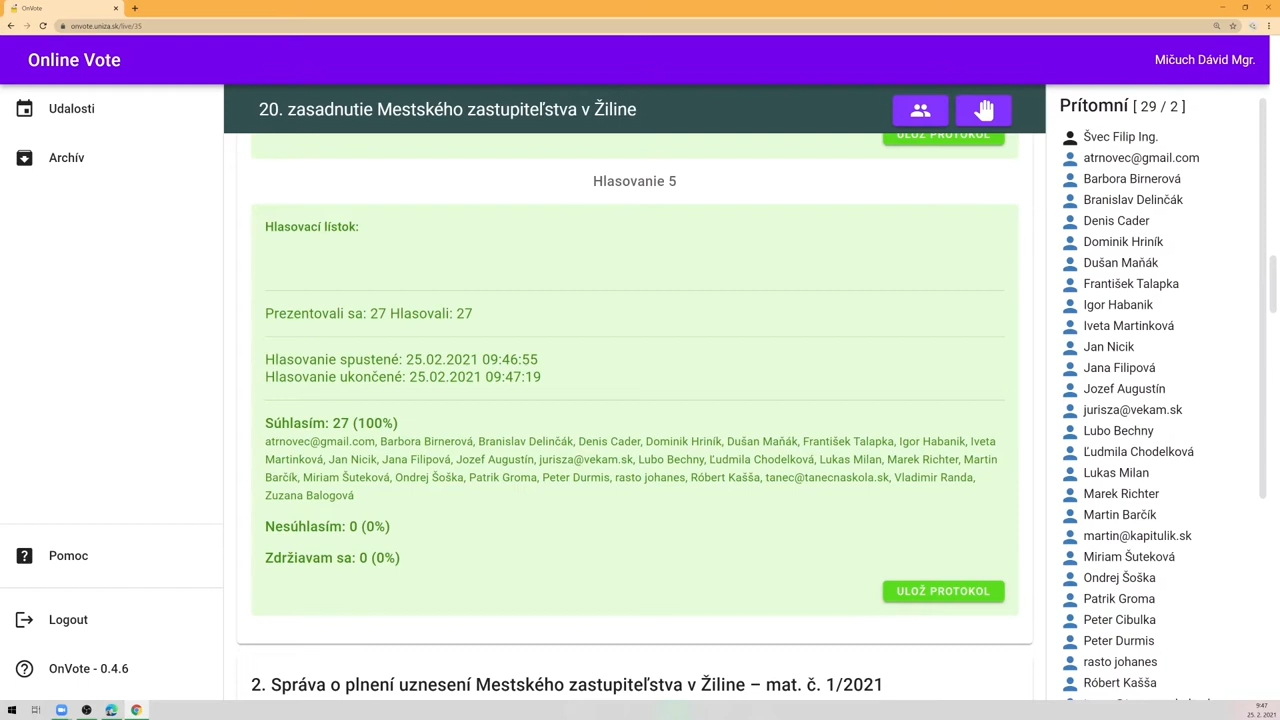 OnVote
onvote.uniza.sk/live/35
Online Vote
Mičuch Dávid Mgr.
Udalosti
Archív
Pomoc
Logout
OnVote - 0.4.6
20. zasadnutie Mestského zastupiteľstva v Žiline
ULOŽ PROTOKOL
Hlasovanie 5
Hlasovací lístok:
Prezentovali sa: 27 Hlasovali: 27
Hlasovanie spustené: 25.02.2021 09:46:55
Hlasovanie ukončené: 25.02.2021 09:47:19
Súhlasím: 27 (100%)
atrnovec@gmail.com, Barbora Birnerová, Branislav Delinčák, Denis Cader, Dominik Hriník, Dušan Maňák, František Talapka, Igor Habanik, Iveta
Martinková, Jan Nicik, Jana Filipová, Jozef Augustín, jurisza@vekam.sk, Lubo Bechny, Ľudmila Chodelková, Lukas Milan, Marek Richter, Martin
Barčík, Miriam Šuteková, Ondrej Šoška, Patrik Groma, Peter Durmis, rasto johanes, Róbert Kašša, tanec@tanecnaskola.sk, Vladimir Randa,
Zuzana Balogová
Nesúhlasím: 0 (0%)
Zdržiavam sa: 0 (0%)
ULOŽ PROTOKOL
2. Správa o plnení uznesení Mestského zastupiteľstva v Žiline – mat. č. 1/2021
Prítomní [ 29 / 2 ]
Švec Filip Ing.
atrnovec@gmail.com
Barbora Birnerová
Branislav Delinčák
Denis Cader
Dominik Hriník
Dušan Maňák
František Talapka
Igor Habanik
Iveta Martinková
Jan Nicik
Jana Filipová
Jozef Augustín
jurisza@vekam.sk
Lubo Bechny
Ľudmila Chodelková
Lukas Milan
Marek Richter
Martin Barčík
martin@kapitulik.sk
Miriam Šuteková
Ondrej Šoška
Patrik Groma
Peter Cibulka
Peter Durmis
rasto johanes
Róbert Kašša
9:47
25. 2. 2021